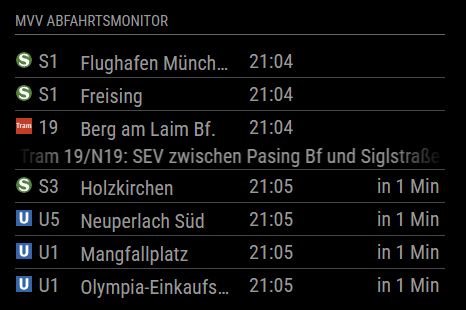 MVV ABFAHRTSMONITOR
S S1 Flughafen Münch... 21:04
S S1 Freising 21:04
Tram 19 Berg am Laim Bf. 21:04
Tram 19/N19: SEV zwischen Pasing Bf und Siglstraße
S S3 Holzkirchen 21:05 in 1 Min
U U5 Neuperlach Süd 21:05 in 1 Min
U U1 Mangfallplatz 21:05 in 1 Min
U U1 Olympia-Einkaufs... 21:05 in 1 Min